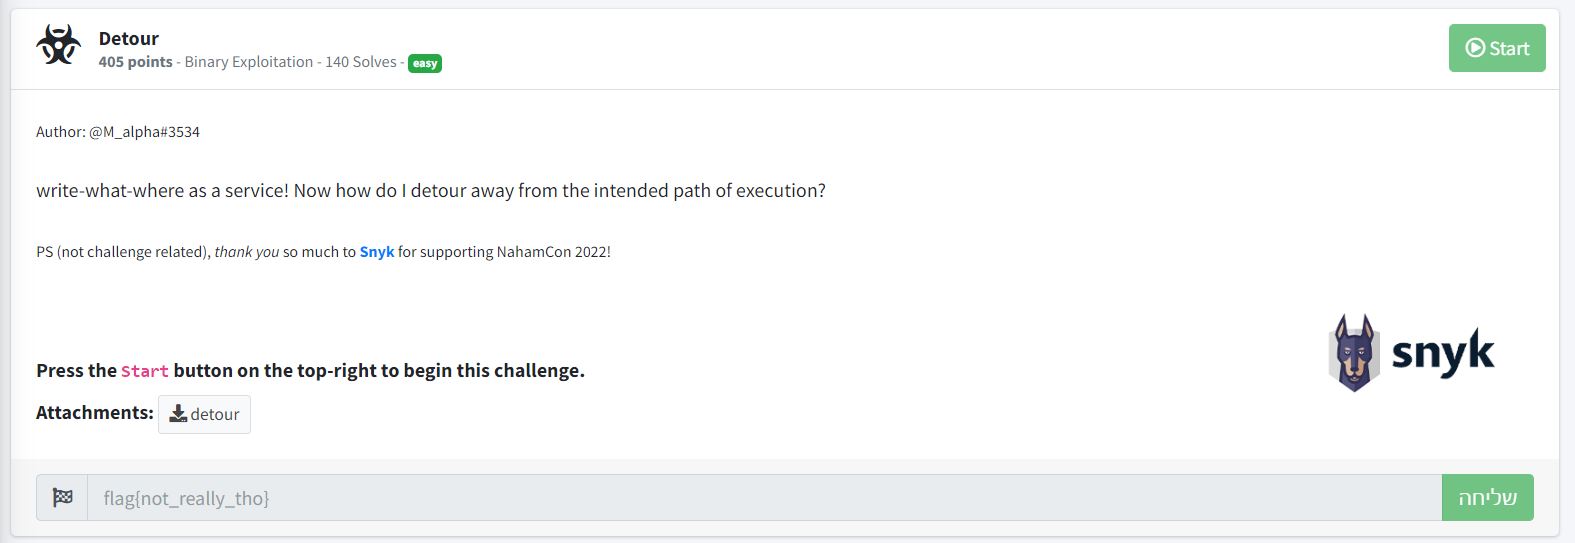 Detour
405 points - Binary Exploitation - 140 Solves - easy
Start
Author: @M_alpha#3534
write-what-where as a service! Now how do I detour away from the intended path of execution?
PS (not challenge related), thank you so much to Snyk for supporting NahamCon 2022!
snyk
Press the Start button on the top-right to begin this challenge.
Attachments: detour
flag{not_really_tho}
שליחה